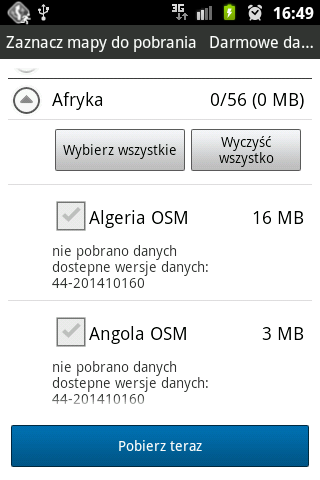 3G 16:49
Zaznacz mapy do pobrania Darmowe da...
Afryka 0/56 (0 MB)
Wybierz wszystkie
Wyczyść
wszystko
Algeria OSM 16 MB
nie pobrano danych
dostepne wersje danych:
44-201410160
Angola OSM 3 MB
nie pobrano danych
dostepne wersje danych:
44-201410160
Pobierz teraz